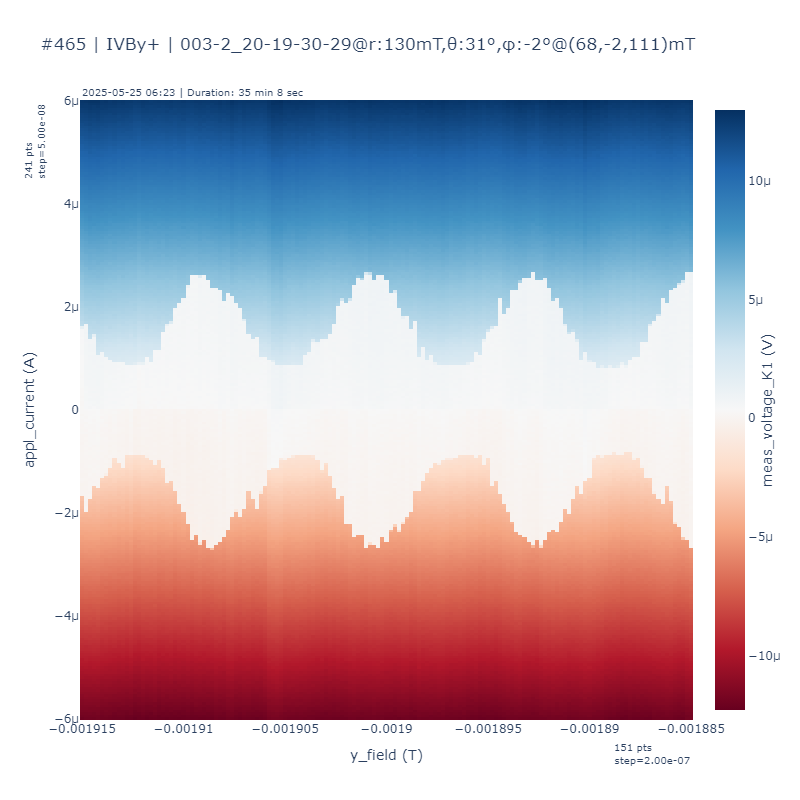 #465 | IVBy+ | 003-2_20-19-30-29@r:130mT,θ:31°,φ:-2°@(68,-2,111)mT
2025-05-25 06:23 | Duration: 35 min 8 sec
241 pts
step=5.00e-08
6μ
4μ
2μ
0
−2μ
−4μ
−6μ
appl_current (A)
−0.001915
−0.00191
−0.001905
−0.0019
−0.001895
−0.00189
−0.001885
y_field (T)
151 pts
step=2.00e-07
10μ
5μ
0
−5μ
−10μ
meas_voltage_K1 (V)